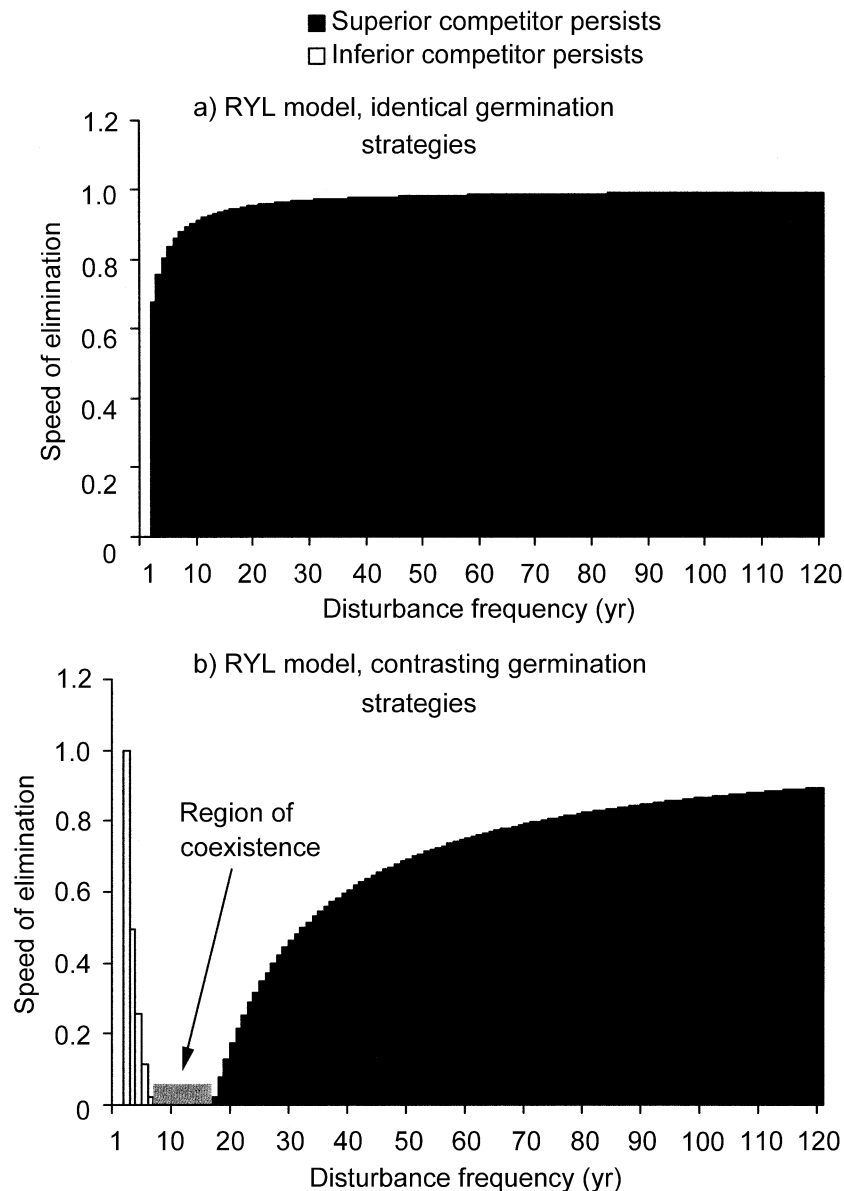 Superior competitor persists
Inferior competitor persists
a) RYL model, identical germination
strategies
1.2
1.0
0.8
0.6
0.4
0.2
0
Speed of elimination
1 10 20 30 40 50 60 70 80 90 100 110 120
Disturbance frequency (yr)
b) RYL model, contrasting germination
strategies
1.2
1.0
0.8
0.6
0.4
0.2
0
Speed of elimination
Region of
coexistence
1 10 20 30 40 50 60 70 80 90 100 110 120
Disturbance frequency (yr)